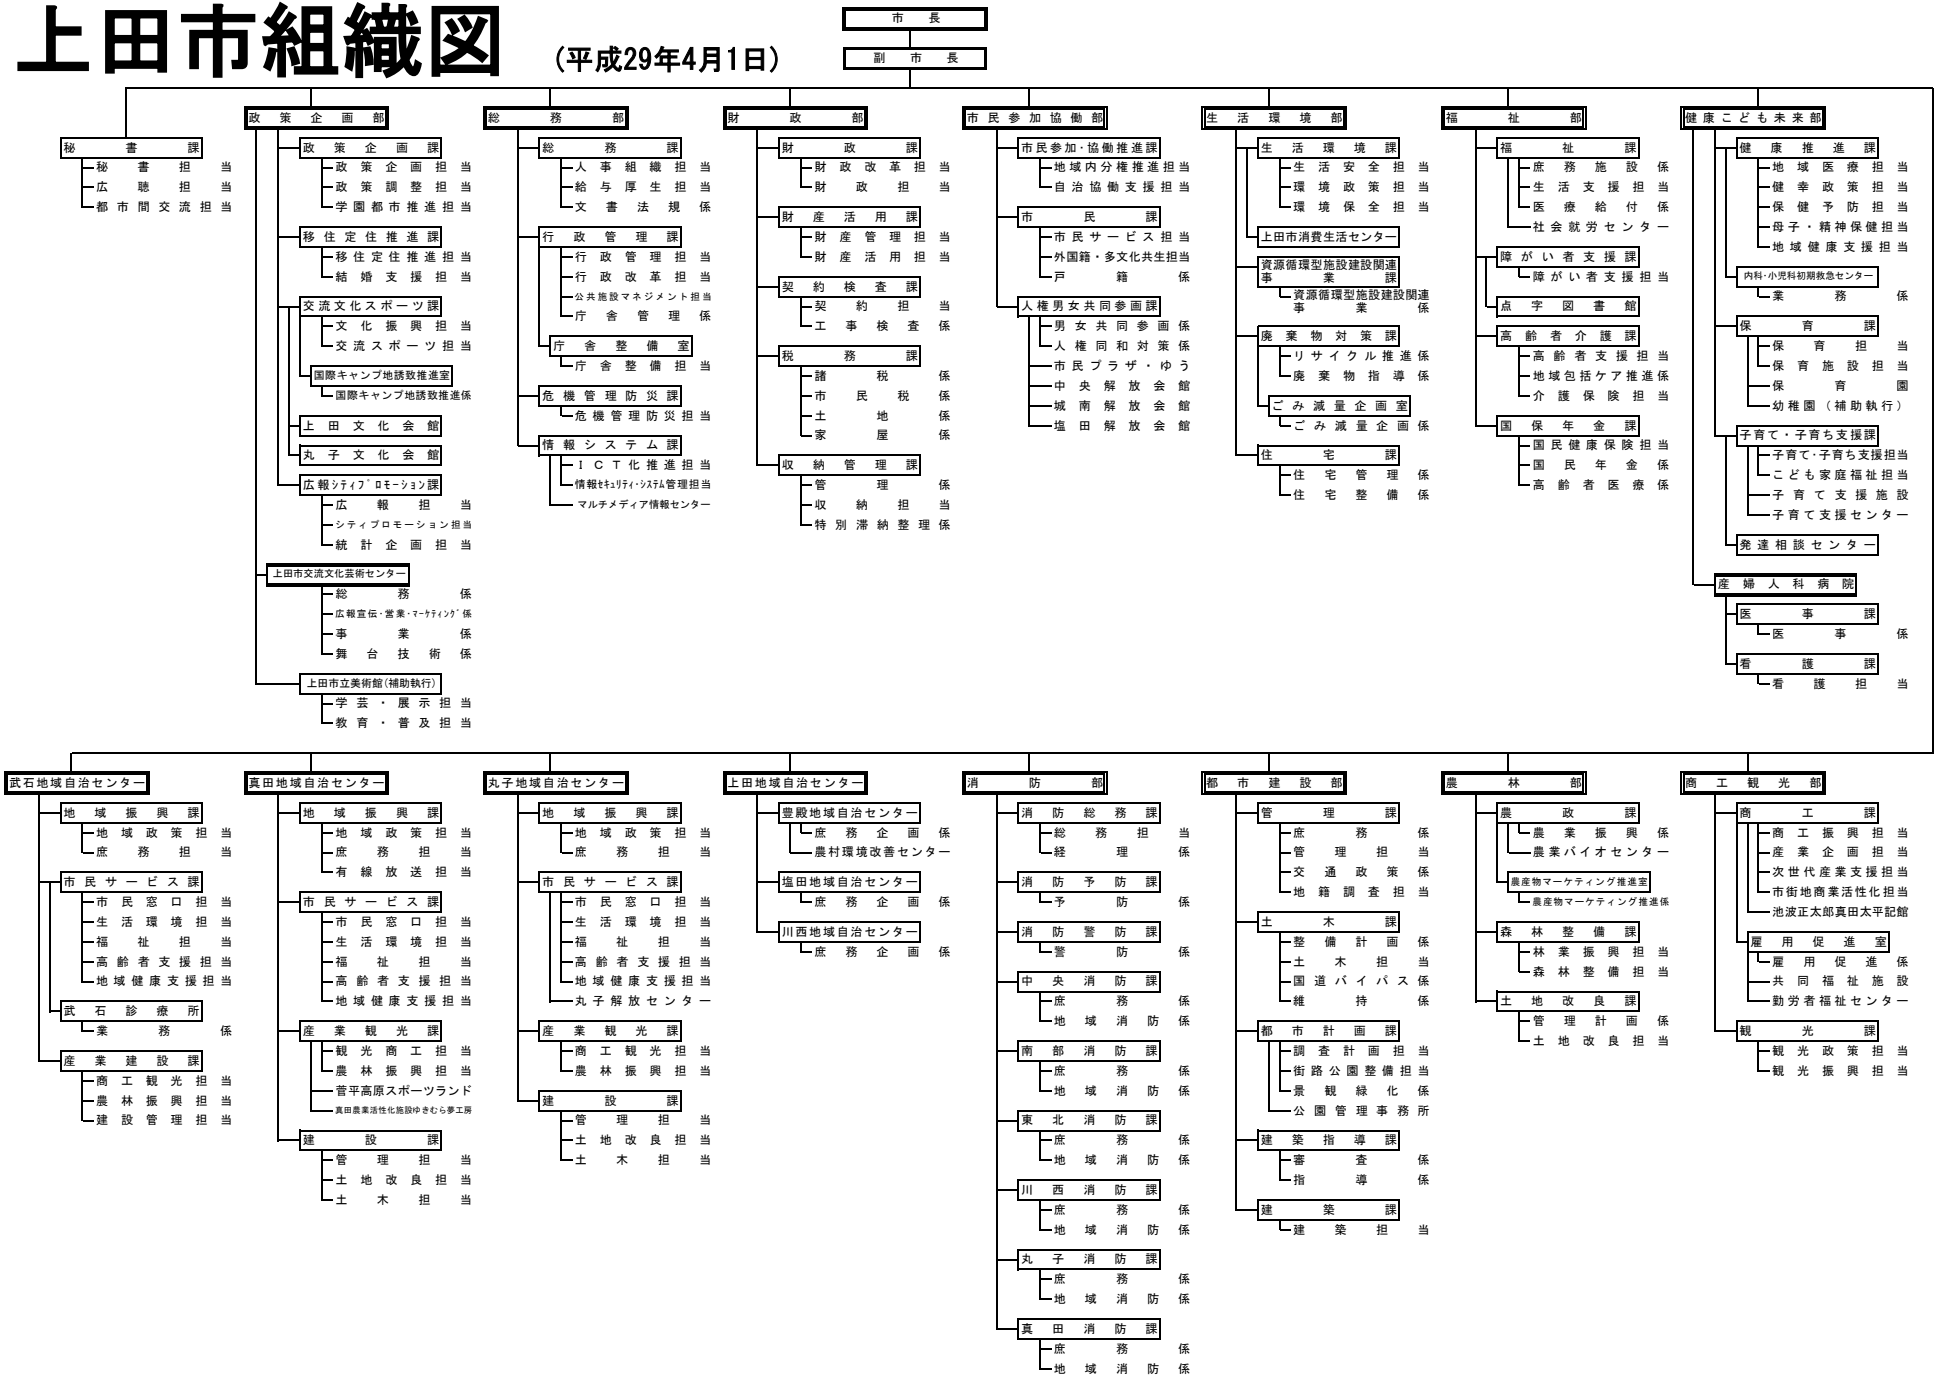 上田市組織図 (平成29年4月1日)
市長
副市長
秘書課
秘書担当
広聴担当
都市間交流担当
政策企画部
政策企画課
政策企画担当
政策調整担当
学園都市推進担当
移住定住推進課
移住定住推進担当
結婚支援担当
交流文化スポーツ課
文化振興担当
交流スポーツ担当
国際キャンプ地誘致推進室
国際キャンプ地誘致推進係
上田文化会館
丸子文化会館
広報シティプロモーション課
広報担当
シティプロモーション担当
統計企画担当
上田市交流文化芸術センター
総務係
広報宣伝・営業・マーケティング係
事業係
舞台技術係
上田市立美術館(補助執行)
学芸・展示担当
教育・普及担当
総務部
総務課
人事組織担当
給与厚生担当
文書法規係
行政管理課
行政管理担当
行政改革担当
公共施設マネジメント担当
庁舎管理係
庁舎整備室
庁舎整備担当
危機管理防災課
危機管理防災担当
情報システム課
ICT化推進担当
情報セキュリティ・システム管理担当
マルチメディア情報センター
財政部
財政課
財政改革担当
財政担当
財産活用課
財産管理担当
財産活用担当
契約検査課
契約担当
工事検査係
税務課
諸税係
市民税係
土地係
家屋係
収納管理課
管理係
収納担当
特別滞納整理係
市民参加協働部
市民参加・協働推進課
地域内分権推進担当
自治協働支援担当
市民課
市民サービス担当
外国籍・多文化共生担当
戸籍係
人権男女共同参画課
男女共同参画係
人権同和対策係
市民プラザ・ゆう
中央解放会館
城南解放会館
塩田解放会館
生活環境部
生活環境課
生活安全担当
環境政策担当
環境保全担当
上田市消費生活センター
資源循環型施設建設関連
事業課
資源循環型施設建設関連
事業係
廃棄物対策課
リサイクル推進係
廃棄物指導係
ごみ減量企画室
ごみ減量企画係
住宅課
住宅管理係
住宅整備係
福祉部
福祉課
庶務施設係
生活支援担当
医療給付係
社会就労センター
障がい者支援課
障がい者支援担当
点字図書館
高齢者介護課
高齢者支援担当
地域包括ケア推進係
介護保険担当
国保年金課
国民健康保険担当
国民年金係
高齢者医療係
健康こども未来部
健康推進課
地域医療担当
健幸政策担当
保健予防担当
母子・精神保健担当
地域健康支援担当
内科・小児科初期救急センター
業務係
保育課
保育担当
保育施設担当
保育園
幼稚園(補助執行)
子育て・子育ち支援課
子育て・子育ち支援担当
こども家庭福祉担当
子育て支援施設
子育て支援センター
発達相談センター
産婦人科病院
医事課
医事係
看護課
看護担当
武石地域自治センター
地域振興課
地域政策担当
庶務担当
市民サービス課
市民窓口担当
生活環境担当
福祉担当
高齢者支援担当
地域健康支援担当
武石診療所
業務係
産業建設課
商工観光担当
農林振興担当
建設管理担当
真田地域自治センター
地域振興課
地域政策担当
庶務担当
有線放送担当
市民サービス課
市民窓口担当
生活環境担当
福祉担当
高齢者支援担当
地域健康支援担当
産業観光課
観光商工担当
農林振興担当
菅平高原スポーツランド
真田農業活性化施設ゆきむら夢工房
建設課
管理担当
土地改良担当
土木担当
丸子地域自治センター
地域振興課
地域政策担当
庶務担当
市民サービス課
市民窓口担当
生活環境担当
福祉担当
高齢者支援担当
地域健康支援担当
丸子解放センター
産業観光課
商工観光担当
農林振興担当
建設課
管理担当
土地改良担当
土木担当
上田地域自治センター
豊殿地域自治センター
庶務企画係
農村環境改善センター
塩田地域自治センター
庶務企画係
川西地域自治センター
庶務企画係
消防部
消防総務課
総務担当
経理係
消防予防課
予防係
消防警防課
警防係
中央消防課
庶務係
地域消防係
南部消防課
庶務係
地域消防係
東北消防課
庶務係
地域消防係
川西消防課
庶務係
地域消防係
丸子消防課
庶務係
地域消防係
真田消防課
庶務係
地域消防係
都市建設部
管理課
庶務係
管理担当
交通政策係
地籍調査担当
土木課
整備計画係
土木担当
国道バイパス係
維持係
都市計画課
調査計画担当
街路公園整備担当
景観緑化係
公園管理事務所
建築指導課
審査係
指導係
建築課
建築担当
農林部
農政課
農業振興係
農業バイオセンター
農産物マーケティング推進室
農産物マーケティング推進係
森林整備課
林業振興担当
森林整備担当
土地改良課
管理計画係
土地改良担当
商工観光部
商工課
商工振興担当
産業企画担当
次世代産業支援担当
市街地商業活性化担当
池波正太郎真田太平記館
雇用促進室
雇用促進係
共同福祉施設
勤労者福祉センター
観光課
観光政策担当
観光振興担当